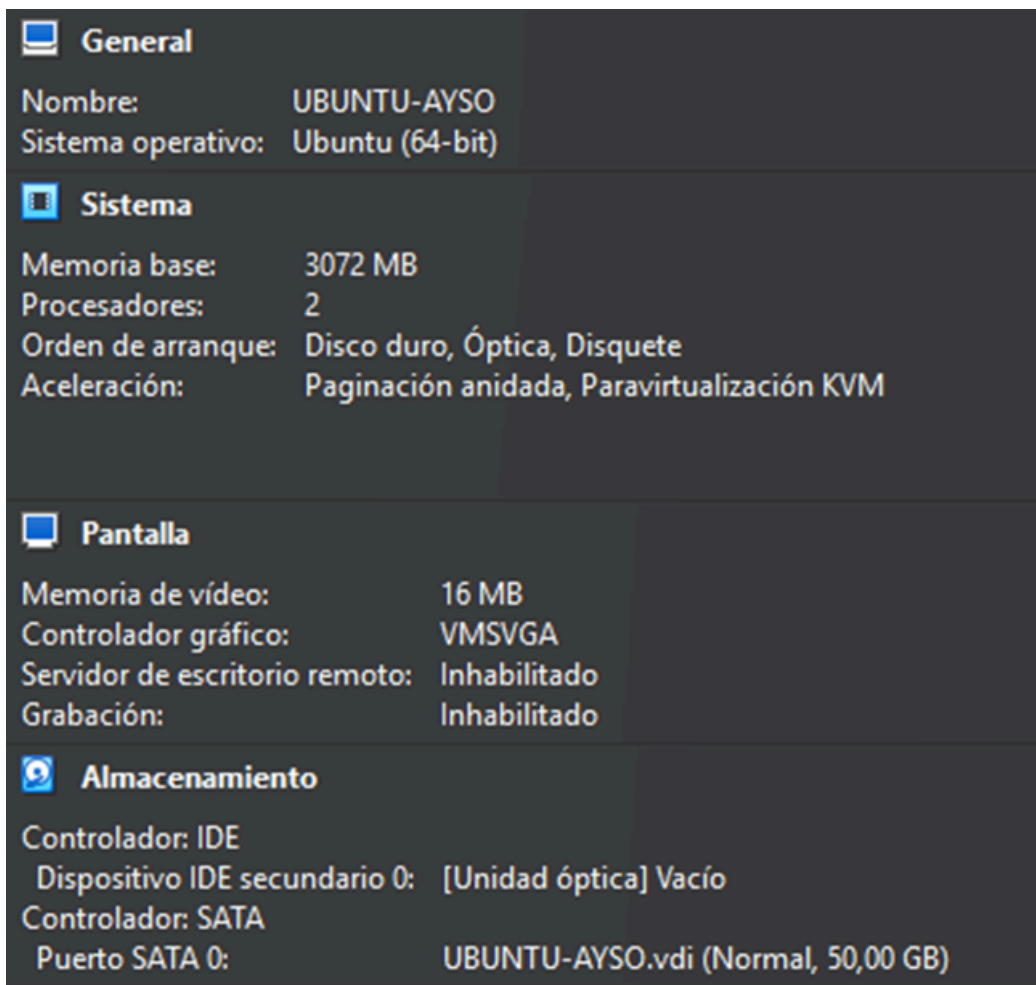 General
Nombre: UBUNTU-AYSO
Sistema operativo: Ubuntu (64-bit)
Sistema
Memoria base: 3072 MB
Procesadores: 2
Orden de arranque: Disco duro, Óptica, Disquete
Aceleración: Paginación anidada, Paravirtualización KVM
Pantalla
Memoria de vídeo: 16 MB
Controlador gráfico: VMSVGA
Servidor de escritorio remoto: Inhabilitado
Grabación: Inhabilitado
Almacenamiento
Controlador: IDE
Dispositivo IDE secundario 0: [Unidad óptica] Vacío
Controlador: SATA
Puerto SATA 0: UBUNTU-AYSO.vdi (Normal, 50,00 GB)